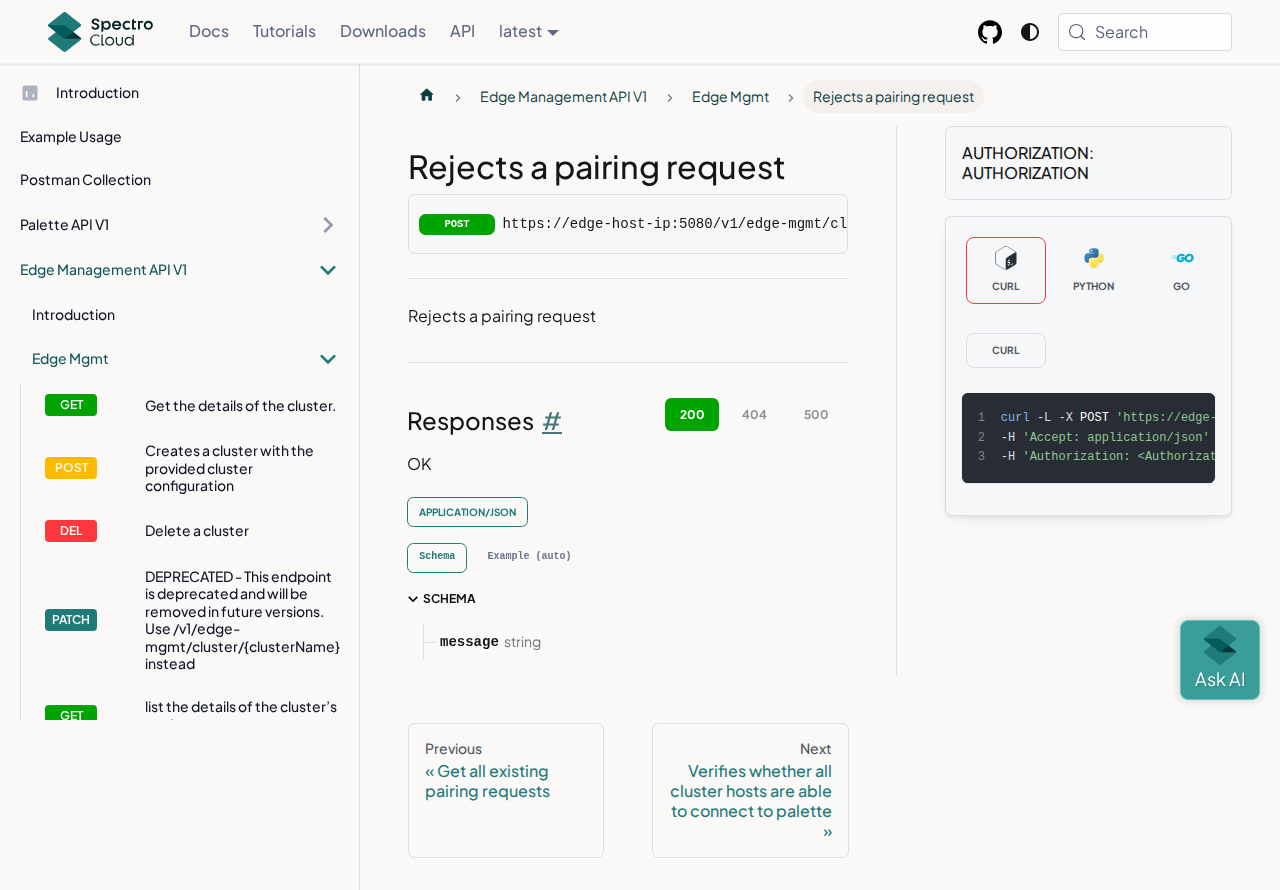 Spectro Cloud
Docs
Tutorials
Downloads
API
latest
Search
Introduction
Example Usage
Postman Collection
Palette API V1
Edge Management API V1
Introduction
Edge Mgmt
GET
Get the details of the cluster.
POST
Creates a cluster with the
provided cluster
configuration
DEL
Delete a cluster
PATCH
DEPRECATED - This endpoint
is deprecated and will be
removed in future versions.
Use /v1/edge-
mgmt/cluster/{clusterName}
instead
GET
list the details of the cluster's
Edge Management API V1
Edge Mgmt
Rejects a pairing request
Rejects a pairing request
POST
https://edge-host-ip:5080/v1/edge-mgmt/cl
Rejects a pairing request
Responses #
200
404
500
OK
APPLICATION/JSON
Schema
Example (auto)
SCHEMA
message string
Previous
« Get all existing
pairing requests
Next
Verifies whether all
cluster hosts are able
to connect to palette
»
AUTHORIZATION:
AUTHORIZATION
CURL
PYTHON
GO
CURL
1 curl -L -X POST 'https://edge-
2 -H 'Accept: application/json'
3 -H 'Authorization: <Authorizat
Ask AI